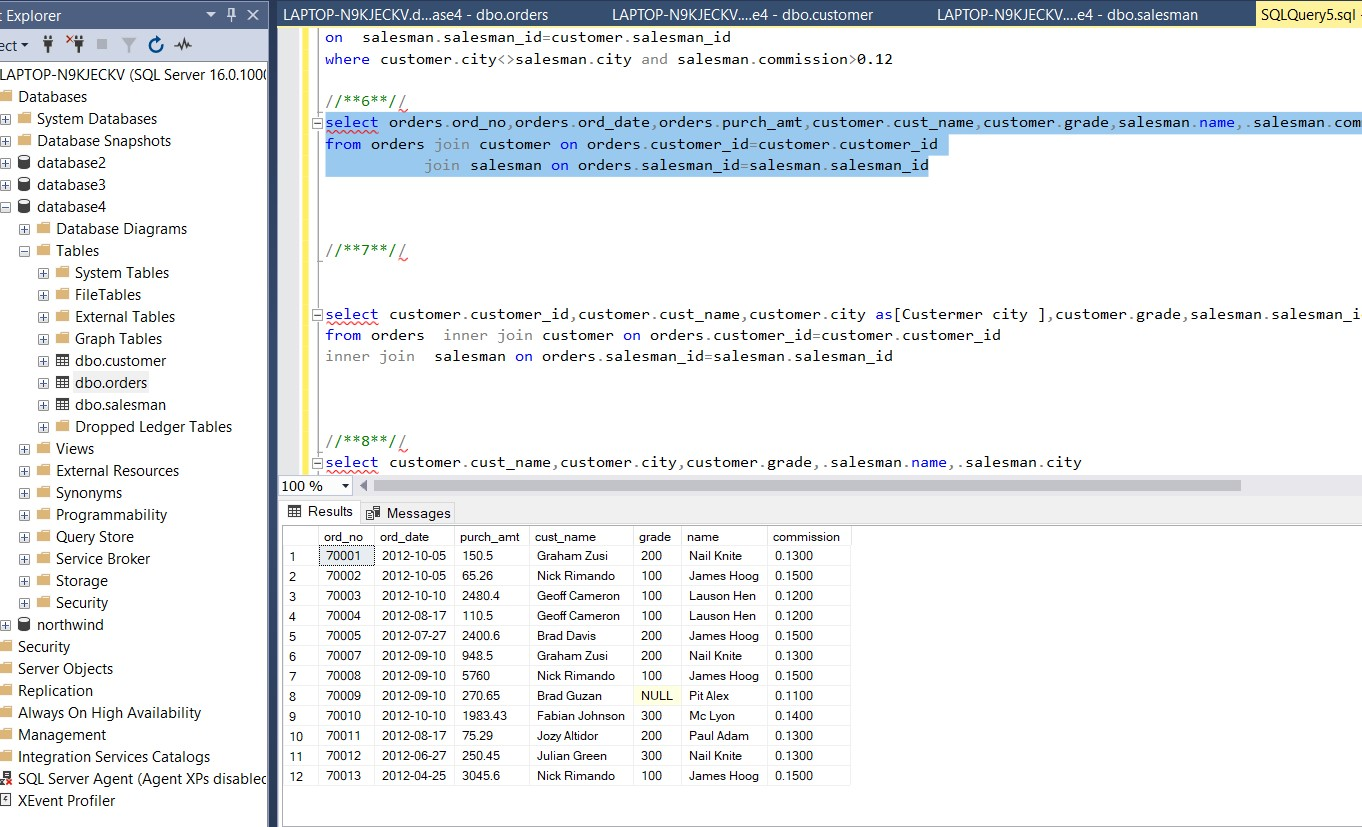 t Explorer
ect
LAPTOP-N9KJECKV (SQL Server 16.0.1000
Databases
System Databases
Database Snapshots
database2
database3
database4
Database Diagrams
Tables
System Tables
FileTables
External Tables
Graph Tables
dbo.customer
dbo.orders
dbo.salesman
Dropped Ledger Tables
Views
External Resources
Synonyms
Programmability
Query Store
Service Broker
Storage
Security
northwind
Security
Server Objects
Replication
Always On High Availability
Management
Integration Services Catalogs
SQL Server Agent (Agent XPs disabled
XEvent Profiler
LAPTOP-N9KJECKV.d...ase4 - dbo.orders LAPTOP-N9KJECKV....e4 - dbo.customer LAPTOP-N9KJECKV....e4 - dbo.salesman SQLQuery5.sql -
on  salesman.salesman_id=customer.salesman_id
where customer.city<>salesman.city and salesman.commission>0.12
//**6**//
select orders.ord_no,orders.ord_date,orders.purch_amt,customer.cust_name,customer.grade,salesman.name,.salesman.com
from orders join customer on orders.customer_id=customer.customer_id
join salesman on orders.salesman_id=salesman.salesman_id
//**7**//
select customer.customer_id,customer.cust_name,customer.city as[Custermer city ],customer.grade,salesman.salesman_i
from orders  inner join customer on orders.customer_id=customer.customer_id
inner join  salesman on orders.salesman_id=salesman.salesman_id
//**8**//
select customer.cust_name,customer.city,customer.grade,.salesman.name,.salesman.city
100 %
Results Messages
ord_no ord_date purch_amt cust_name grade name commission
1 70001 2012-10-05 150.5 Graham Zusi 200 Nail Knite 0.1300
2 70002 2012-10-05 65.26 Nick Rimando 100 James Hoog 0.1500
3 70003 2012-10-10 2480.4 Geoff Cameron 100 Lauson Hen 0.1200
4 70004 2012-08-17 110.5 Geoff Cameron 100 Lauson Hen 0.1200
5 70005 2012-07-27 2400.6 Brad Davis 200 James Hoog 0.1500
6 70007 2012-09-10 948.5 Graham Zusi 200 Nail Knite 0.1300
7 70008 2012-09-10 5760 Nick Rimando 100 James Hoog 0.1500
8 70009 2012-09-10 270.65 Brad Guzan NULL Pit Alex 0.1100
9 70010 2012-10-10 1983.43 Fabian Johnson 300 Mc Lyon 0.1400
10 70011 2012-08-17 75.29 Jozy Altidor 200 Paul Adam 0.1300
11 70012 2012-06-27 250.45 Julian Green 300 Nail Knite 0.1300
12 70013 2012-04-25 3045.6 Nick Rimando 100 James Hoog 0.1500